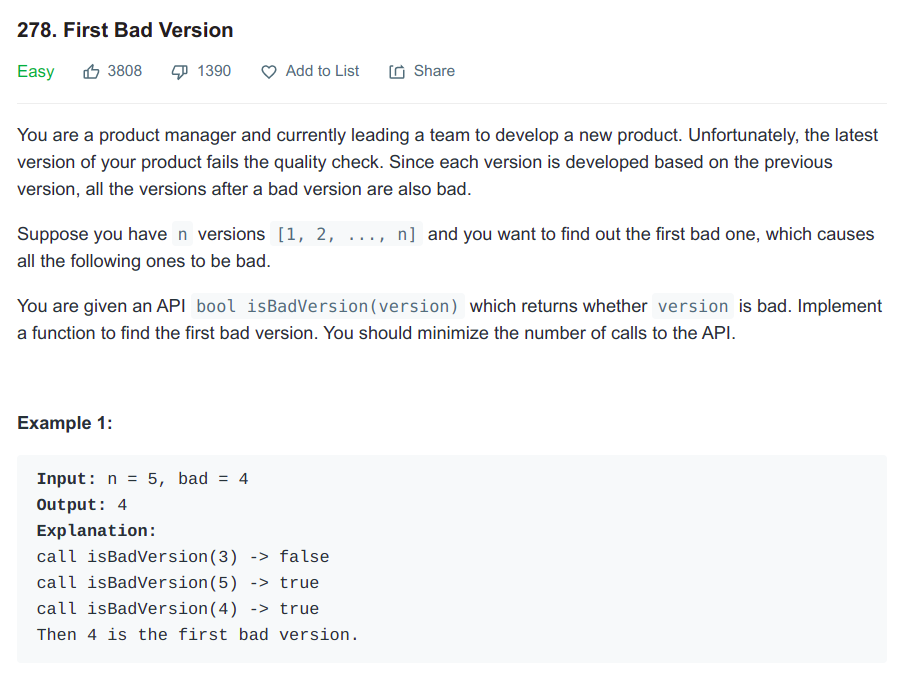 278. First Bad Version
Easy 3808 1390 Add to List Share
You are a product manager and currently leading a team to develop a new product. Unfortunately, the latest
version of your product fails the quality check. Since each version is developed based on the previous
version, all the versions after a bad version are also bad.
Suppose you have n versions [1, 2, ..., n] and you want to find out the first bad one, which causes
all the following ones to be bad.
You are given an API bool isBadVersion(version) which returns whether version is bad. Implement
a function to find the first bad version. You should minimize the number of calls to the API.
Example 1:
Input: n = 5, bad = 4
Output: 4
Explanation:
call isBadVersion(3) -> false
call isBadVersion(5) -> true
call isBadVersion(4) -> true
Then 4 is the first bad version.